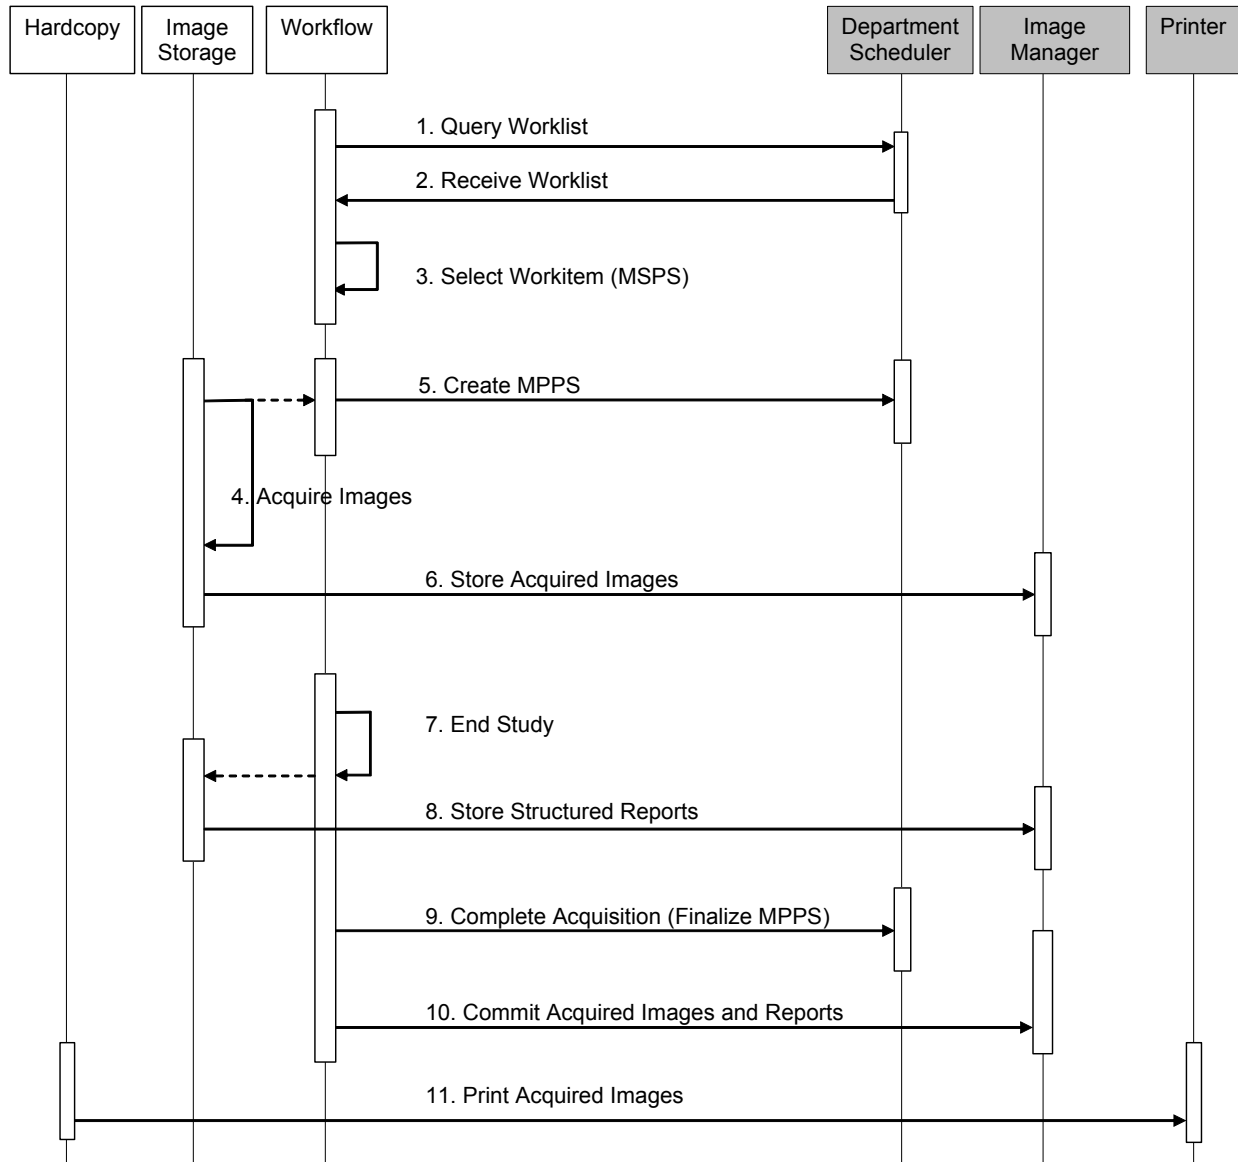 Hardcopy
Image
Storage
Workflow
Department
Scheduler
Image
Manager
Printer
1. Query Worklist
2. Receive Worklist
3. Select Workitem (MSPS)
5. Create MPPS
4. Acquire Images
6. Store Acquired Images
7. End Study
8. Store Structured Reports
9. Complete Acquisition (Finalize MPPS)
10. Commit Acquired Images and Reports
11. Print Acquired Images